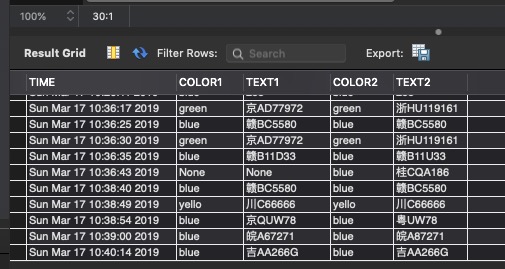 100% 30:1
Result Grid Filter Rows: Search Export:
TIME COLOR1 TEXT1 COLOR2 TEXT2
Sun Mar 17 10:36:17 2019 green 京AD77972 green 浙HU119161
Sun Mar 17 10:36:25 2019 blue 赣BC5580 blue 赣BC5580
Sun Mar 17 10:36:30 2019 green 京AD77972 green 浙HU119161
Sun Mar 17 10:36:35 2019 blue 赣B11D33 blue 赣B11U33
Sun Mar 17 10:36:43 2019 None None blue 桂CQA186
Sun Mar 17 10:38:40 2019 blue 赣BC5580 blue 赣BC5580
Sun Mar 17 10:38:49 2019 yello 川C66666 yello 川C66666
Sun Mar 17 10:38:54 2019 blue 京QUW78 blue 粤UW78
Sun Mar 17 10:39:00 2019 blue 皖A67271 blue 皖A87271
Sun Mar 17 10:40:14 2019 blue 吉AA266G blue 吉AA266G